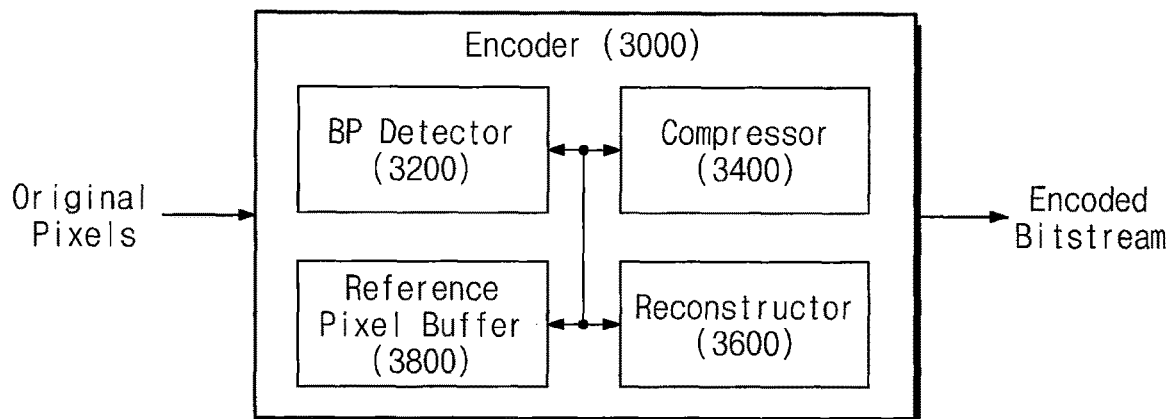 Encoder (3000)
BP Detector
(3200)
Compressor
(3400)
Original
Pixels
Encoded
Bitstream
Reference
Pixel Buffer
(3800)
Reconstructor
(3600)